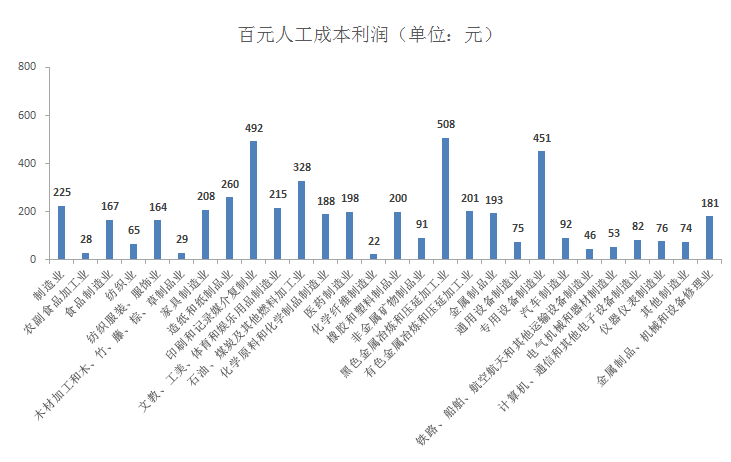 百元人工成本利润（单位：元）
800
600
400
200
0
225
28
167
65
164
29
208
260
492
215
328
188
198
22
200
91
508
201
193
75
451
92
46
53
82
76
74
181
制造业
农副食品加工业
食品制造业
纺织业
纺织服装、服饰业
木材加工和木、竹、藤、棕、草制品业
家具制造业
造纸和纸制品业
印刷和记录媒介复制业
文教、工美、体育和娱乐用品制造业
石油、煤炭及其他燃料加工业
化学原料和化学制品制造业
医药制造业
化学纤维制造业
橡胶和塑料制品业
非金属矿物制品业
黑色金属冶炼和压延加工业
有色金属冶炼和压延加工业
金属制品业
通用设备制造业
专用设备制造业
汽车制造业
铁路、船舶、航空航天和其他运输设备制造业
电气机械和器材制造业
计算机、通信和其他电子设备制造业
仪器仪表制造业
其他制造业
金属制品、机械和设备修理业